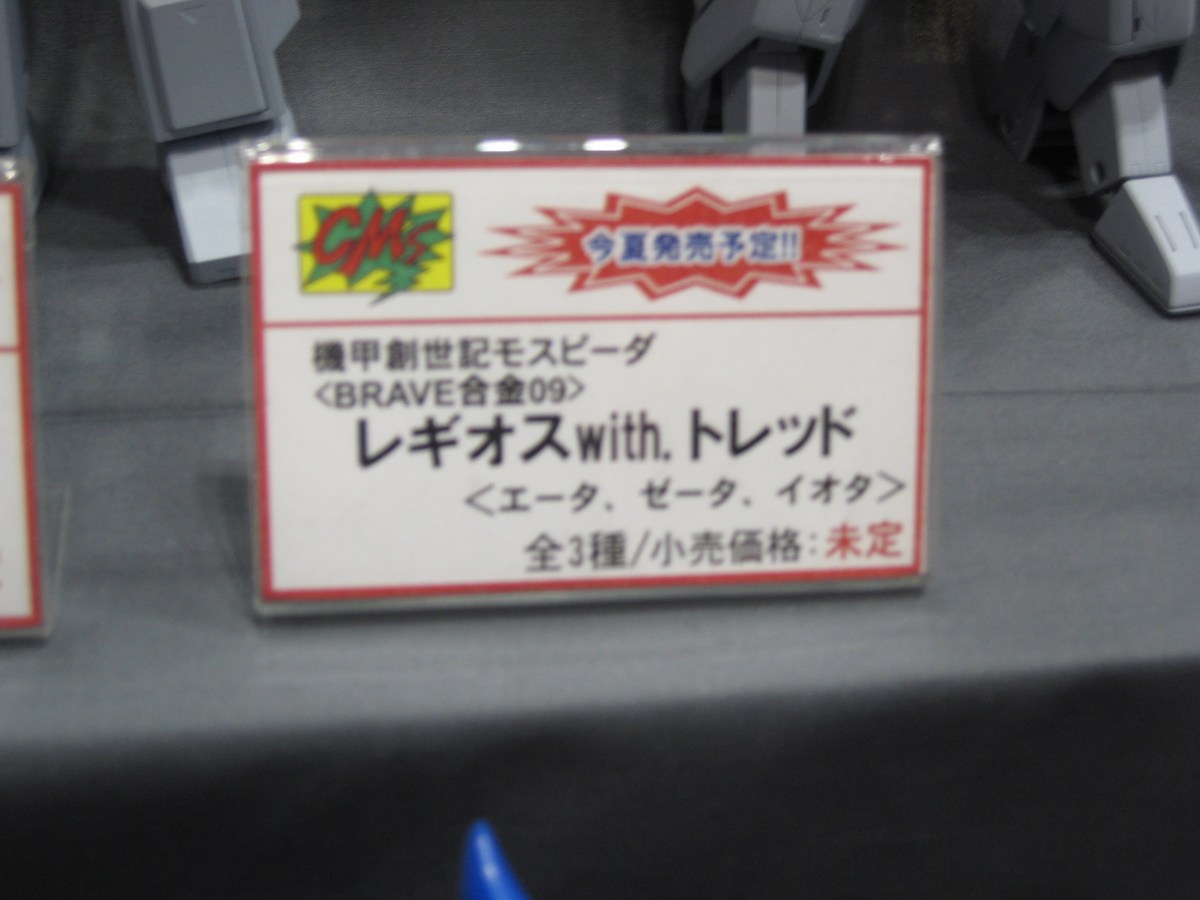 CMs
今夏発売予定!!
機甲創世記モスピーダ
<BRAVE合金09>
レギオスwith.トレッド
<エータ、ゼータ、イオタ>
全3種/小売価格:未定